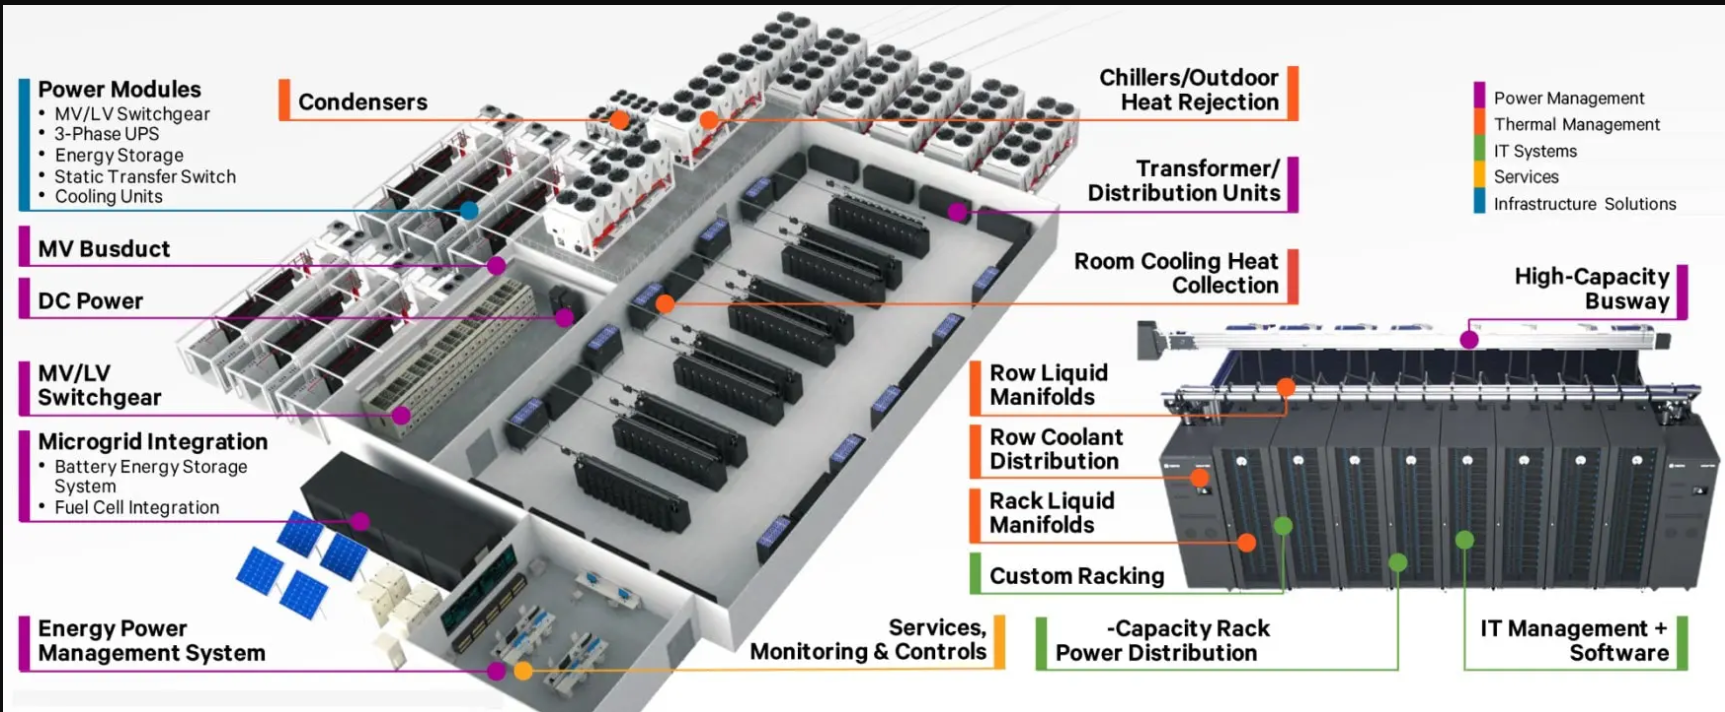 Power Modules
• MV/LV Switchgear
• 3-Phase UPS
• Energy Storage
• Static Transfer Switch
• Cooling Units
MV Busduct
DC Power
MV/LV
Switchgear
Microgrid Integration
• Battery Energy Storage
System
• Fuel Cell Integration
Energy Power
Management System
Condensers
Chillers/Outdoor
Heat Rejection
Transformer/
Distribution Units
Room Cooling Heat
Collection
Services,
Monitoring & Controls
Power Management
Thermal Management
IT Systems
Services
Infrastructure Solutions
High-Capacity
Busway
Row Liquid
Manifolds
Row Coolant
Distribution
Rack Liquid
Manifolds
Custom Racking
-Capacity Rack
Power Distribution
IT Management +
Software